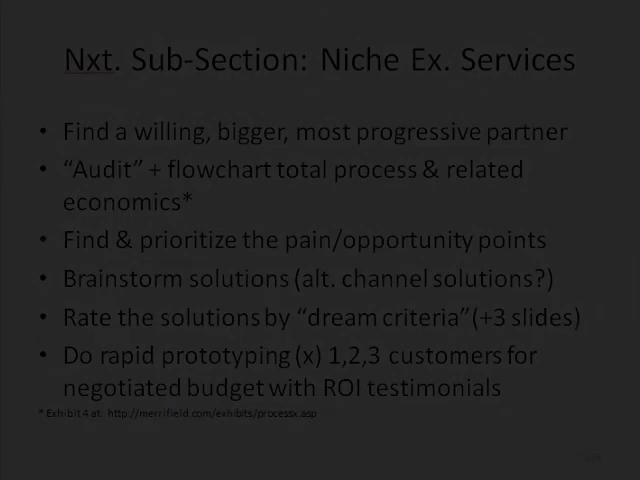 Nxt. Sub-Section: Niche Ex. Services
• Find a willing, bigger, most progressive partner
• “Audit” + flowchart total process & related
economics*
• Find & prioritize the pain/opportunity points
• Brainstorm solutions (alt. channel solutions?)
• Rate the solutions by “dream criteria”(+3 slides)
• Do rapid prototyping (x) 1,2,3 customers for
negotiated budget with ROI testimonials
* Exhibit 4 at: http://merrifield.com/exhibits/processx.asp